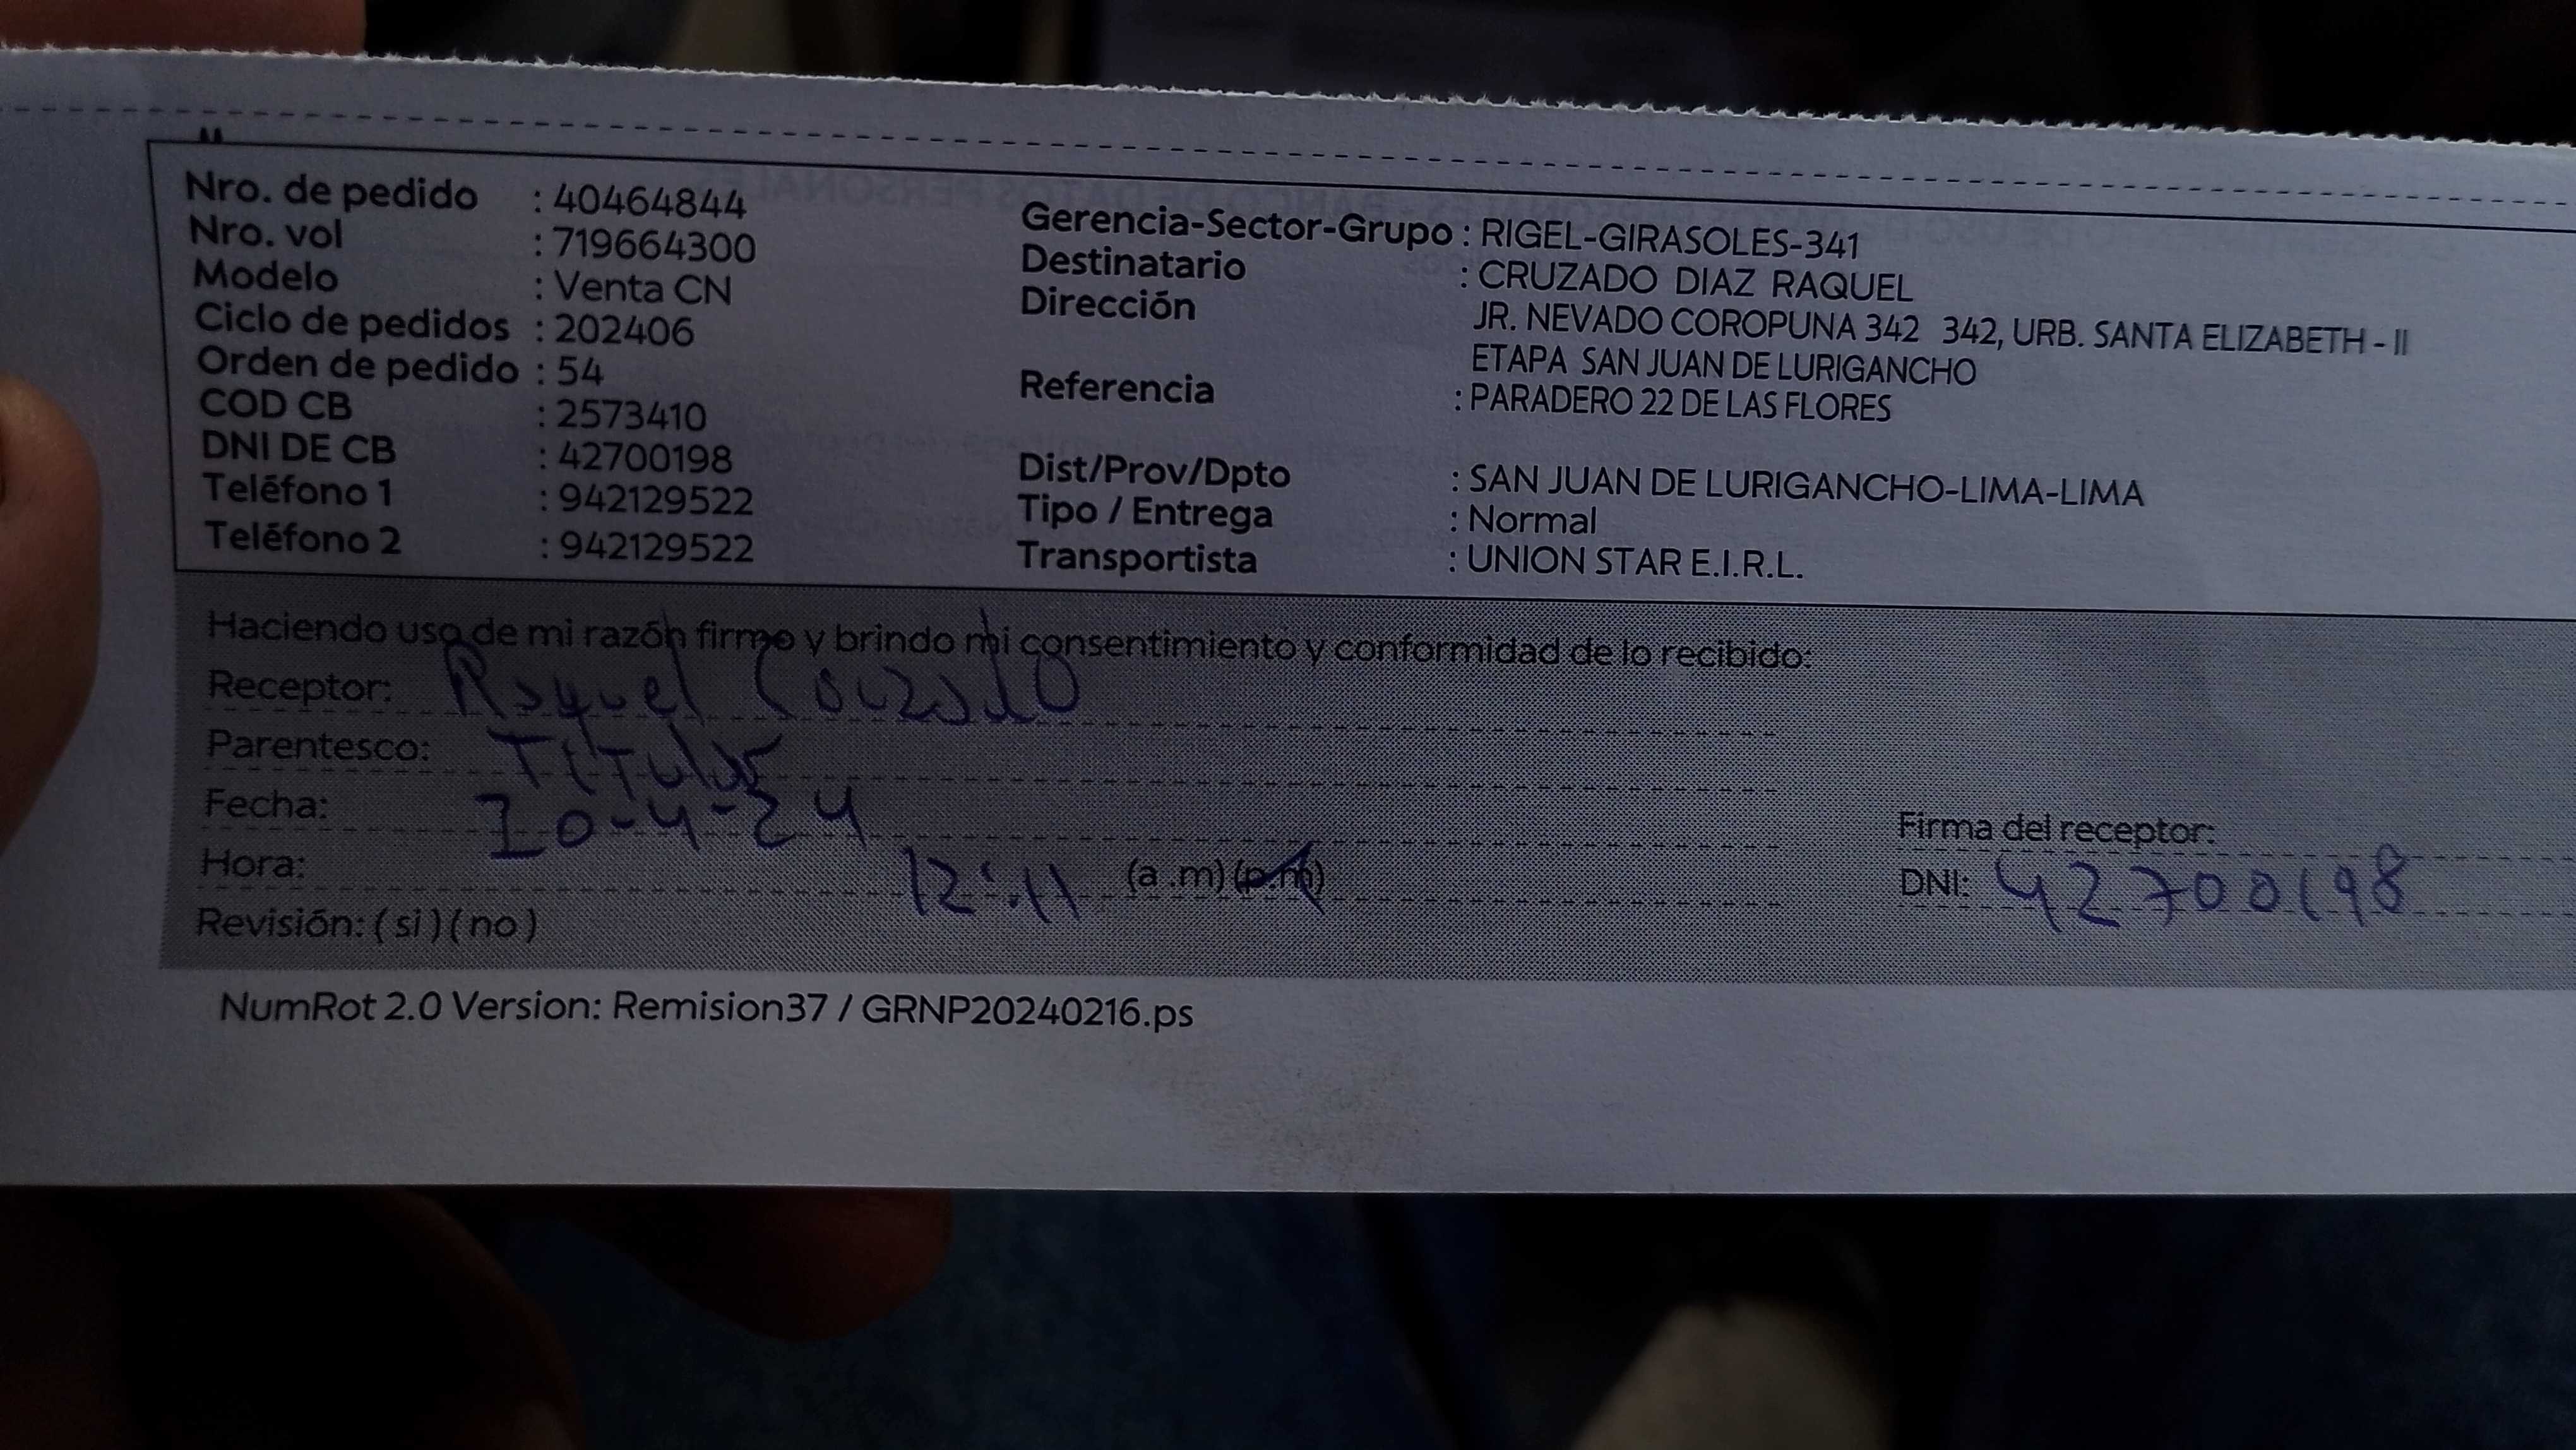 Nro. de pedido : 40464844
Nro. vol : 719664300
Modelo : Venta CN
Ciclo de pedidos : 202406
Orden de pedido : 54
COD CB : 2573410
DNI DE CB : 42700198
Teléfono 1 : 942129522
Teléfono 2 : 942129522
Gerencia-Sector-Grupo : RIGEL-GIRASOLES-341
Destinatario : CRUZADO DIAZ RAQUEL
Dirección JR. NEVADO COROPUNA 342 342, URB. SANTA ELIZABETH - II
ETAPA SAN JUAN DE LURIGANCHO
Referencia : PARADERO 22 DE LAS FLORES
Dist/Prov/Dpto : SAN JUAN DE LURIGANCHO-LIMA-LIMA
Tipo / Entrega : Normal
Transportista : UNION STAR E.I.R.L.
Haciendo uso de mi razón firmo y brindo mi consentimiento y conformidad de lo recibido:
Receptor: Raquel Cruzado
Parentesco: Titular
Fecha: 10-4-24
Hora: 12:11 (a.m)(p.m)
Revisión: ( si ) ( no )
Firma del receptor:
DNI: 42700198
NumRot 2.0 Version: Remision37 / GRNP20240216.ps